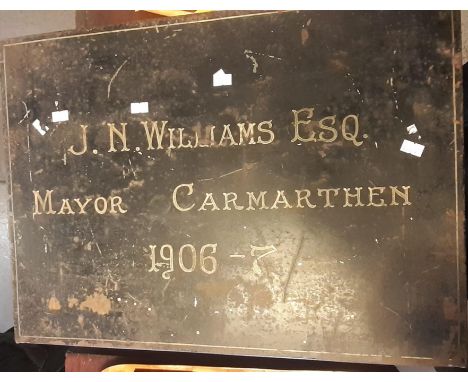 J. N. WILLIAMS ESQ.
MAYOR CARMARTHEN
1906-7